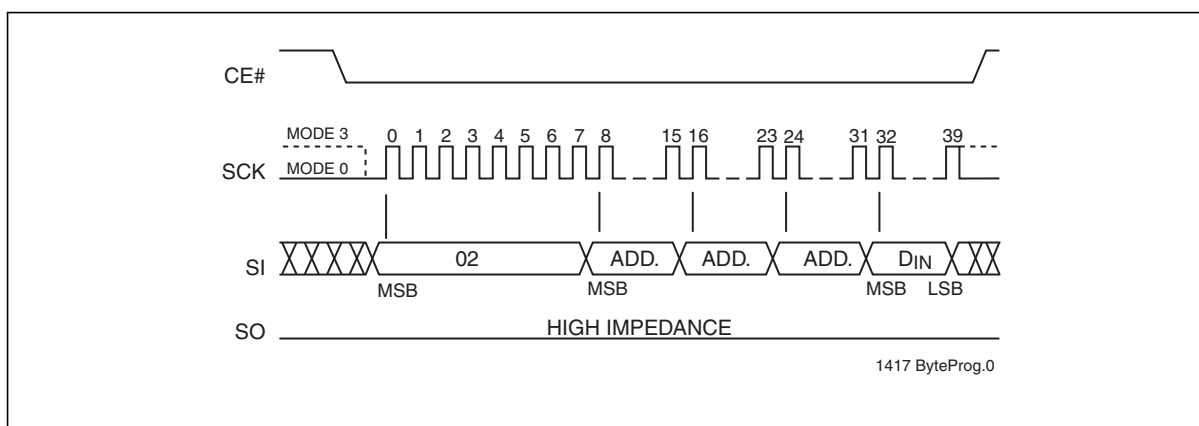 CE#
MODE 3
0 1 2 3 4 5 6 7 8 15 16 23 24 31 32 39
SCK
MODE 0
SI
02 ADD. ADD. ADD. DIN
MSB MSB MSB LSB
SO
HIGH IMPEDANCE
1417 ByteProg.0